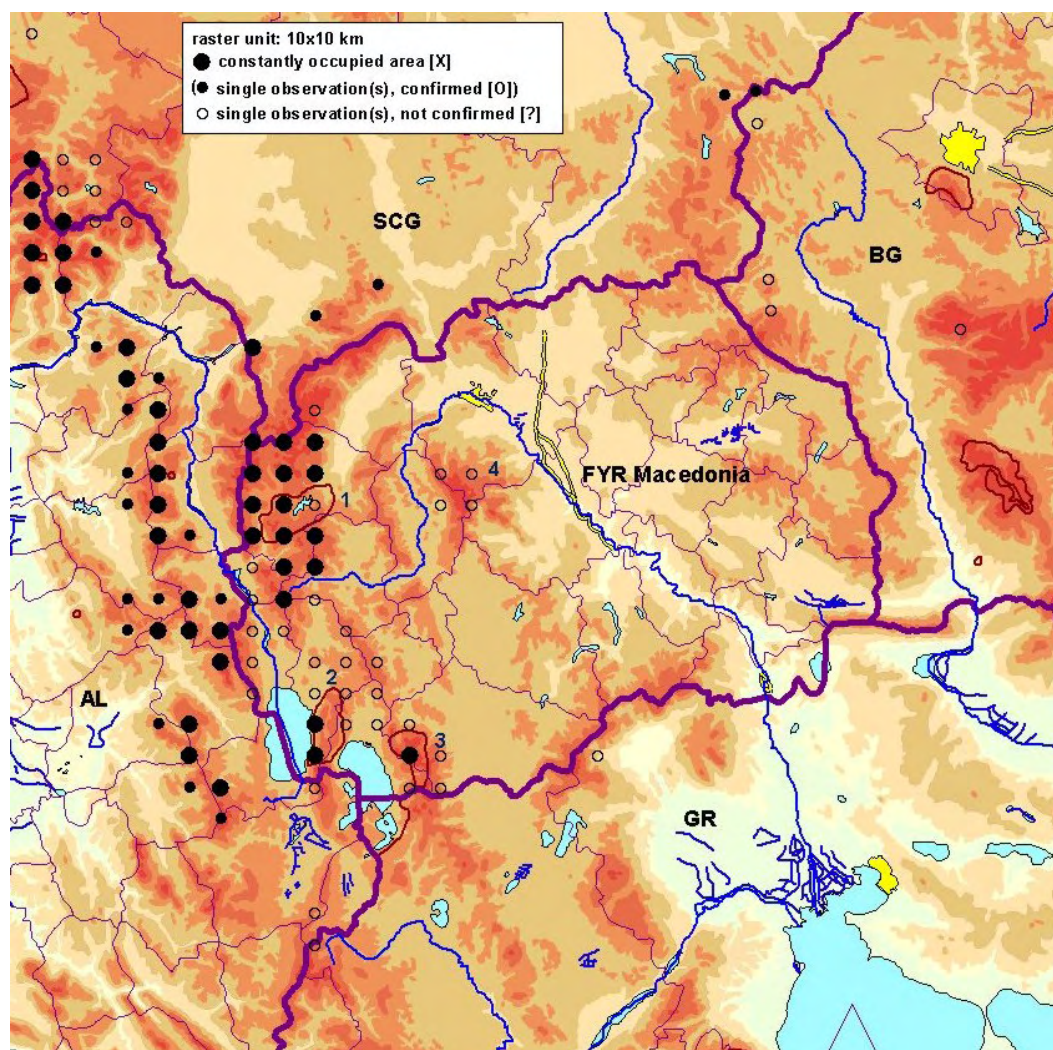 raster unit: 10x10 km
constantly occupied area [X]
( single observation(s), confirmed [O])
single observation(s), not confirmed [?]
SCG
BG
4
FYR Macedonia
1
AL
2
3
GR